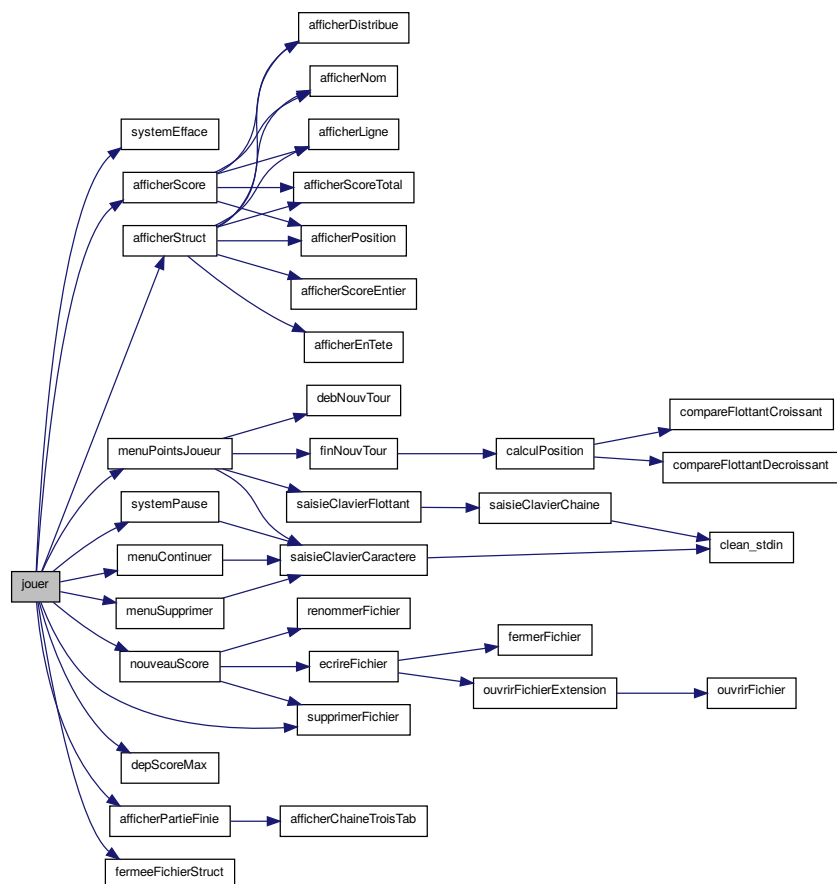 afficherDistribue
afficherNom
systemEfface
afficherLigne
afficherScore
afficherScoreTotal
afficherStruct
afficherPosition
afficherScoreEntier
afficherEnTete
debNouvTour
compareFlottantCroissant
menuPointsJoueur
finNouvTour
calculPosition
compareFlottantDecroissant
systemPause
saisieClavierFlottant
saisieClavierChaine
clean_stdin
menuContinuer
saisieClavierCaractere
jouer
menuSupprimer
renommerFichier
fermerFichier
nouveauScore
ecrireFichier
ouvrirFichierExtension
ouvrirFichier
supprimerFichier
depScoreMax
afficherPartieFinie
afficherChaineTroisTab
fermeeFichierStruct